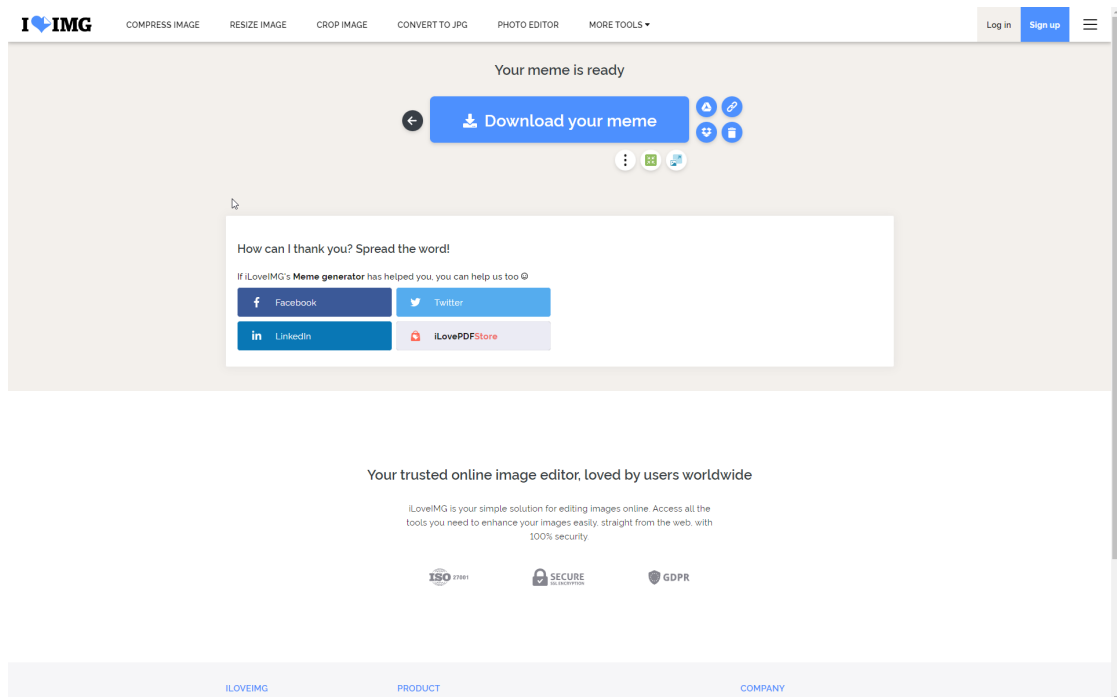 I IMG
COMPRESS IMAGE
RESIZE IMAGE
CROP IMAGE
CONVERT TO JPG
PHOTO EDITOR
MORE TOOLS
Log in
Sign up
Your meme is ready
Download your meme
How can I thank you? Spread the word!
If iLoveIMG's Meme generator has helped you, you can help us too
Facebook
Twitter
LinkedIn
iLovePDFStore
Your trusted online image editor, loved by users worldwide
iLoveIMG is your simple solution for editing images online. Access all the
tools you need to enhance your images easily, straight from the web, with
100% security.
ISO 27001
SECURE
SSL ENCRYPTION
GDPR
ILOVEIMG
PRODUCT
COMPANY